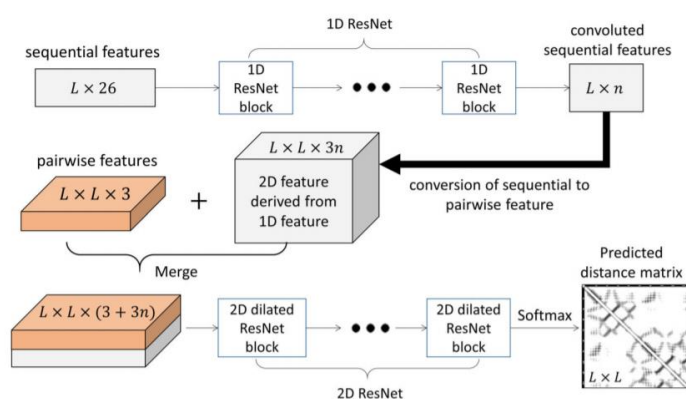 1D ResNet
sequential features
L × 26
1D
ResNet
block
1D
ResNet
block
convoluted
sequential features
L × n
pairwise features
L × L × 3
+
L × L × 3n
2D feature
derived from
1D feature
conversion of sequential to
pairwise feature
Merge
L × L × (3 + 3n)
2D dilated
ResNet
block
2D dilated
ResNet
block
Softmax
Predicted
distance matrix
L × L
2D ResNet